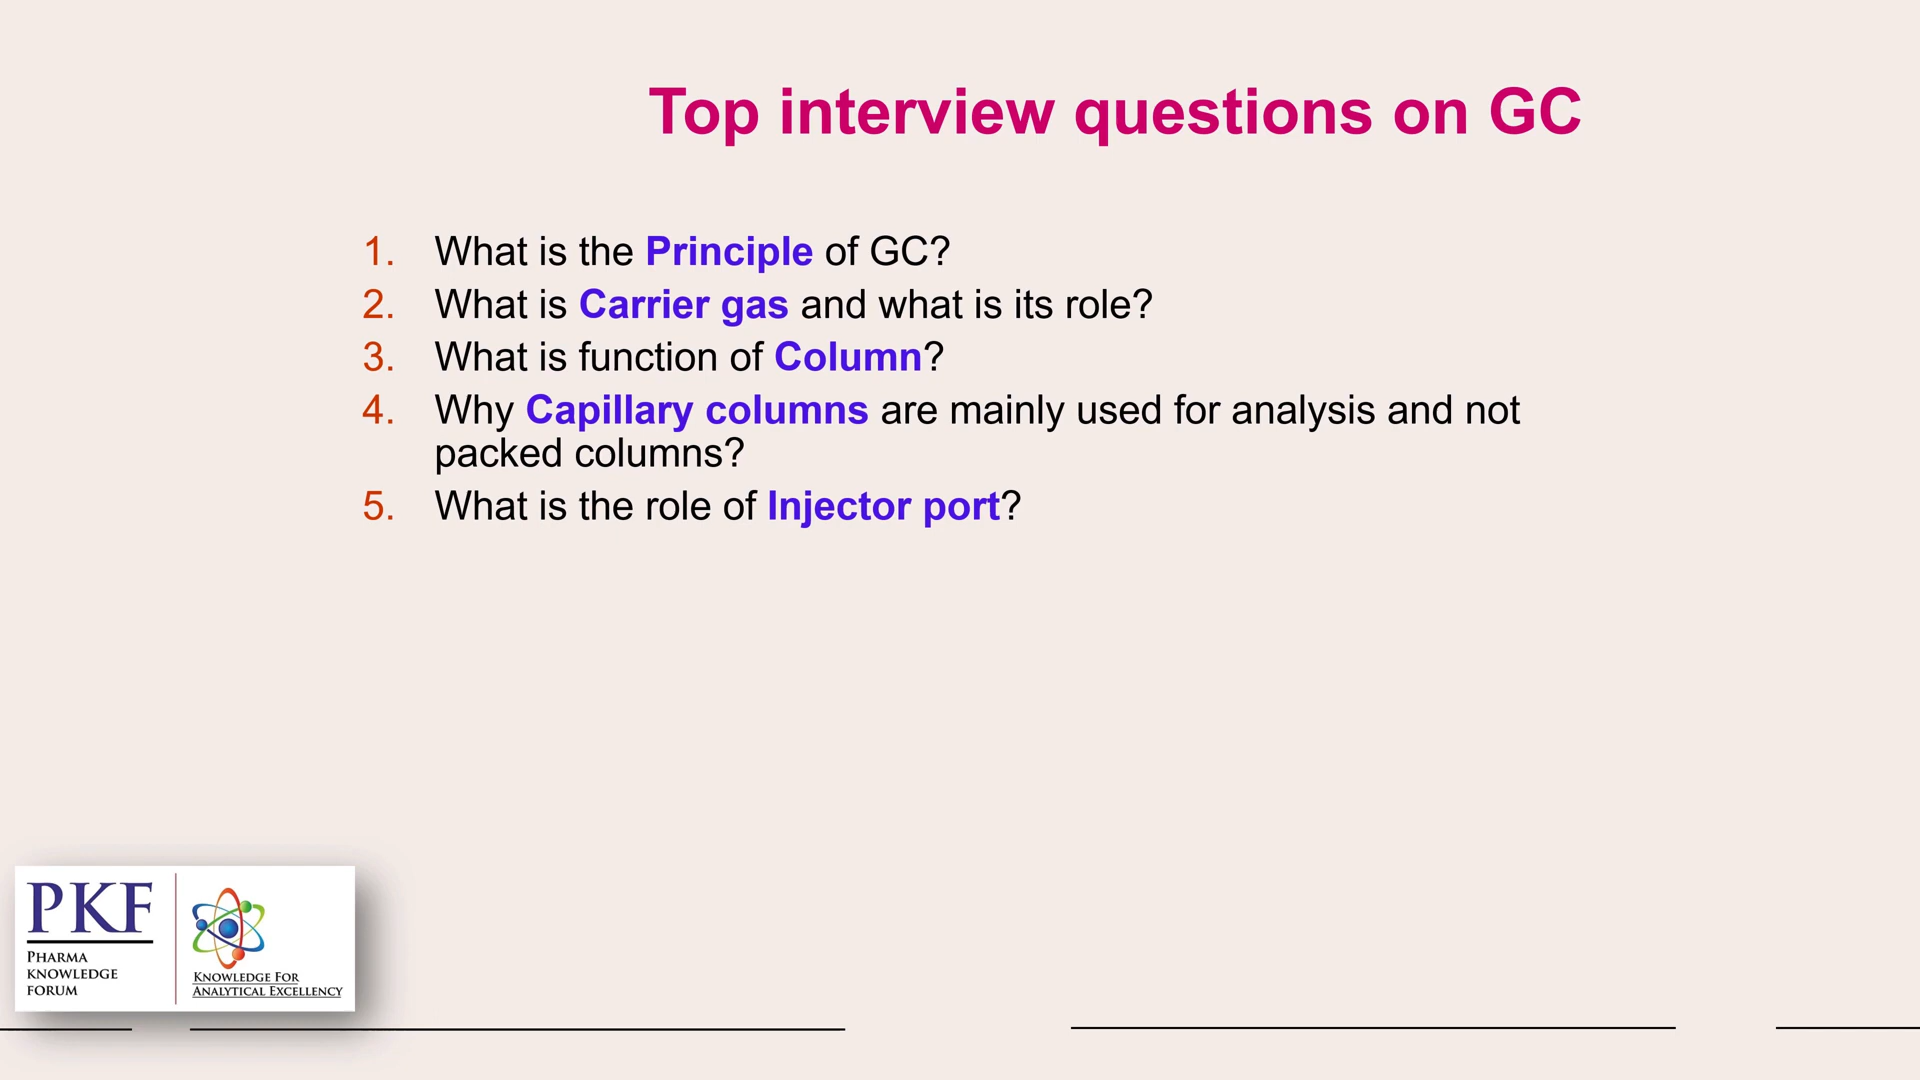 Top interview questions on GC
1. What is the Principle of GC?
2. What is Carrier gas and what is its role?
3. What is function of Column?
4. Why Capillary columns are mainly used for analysis and not
packed columns?
5. What is the role of Injector port?
PKF
PHARMA
KNOWLEDGE
FORUM
KNOWLEDGE FOR
ANALYTICAL EXCELLENCY